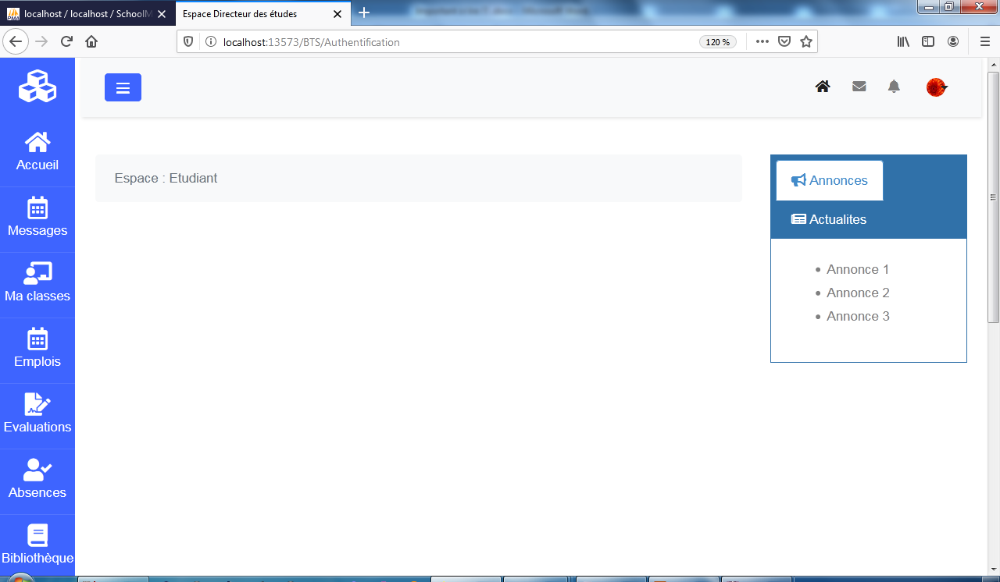 localhost / localhost / SchoolM
Espace Directeur des études
localhost:13573/BTS/Authentification
120 %
Accueil
Messages
Ma classes
Emplois
Evaluations
Absences
Bibliothèque
Espace : Etudiant
Annonces
Actualites
Annonce 1
Annonce 2
Annonce 3